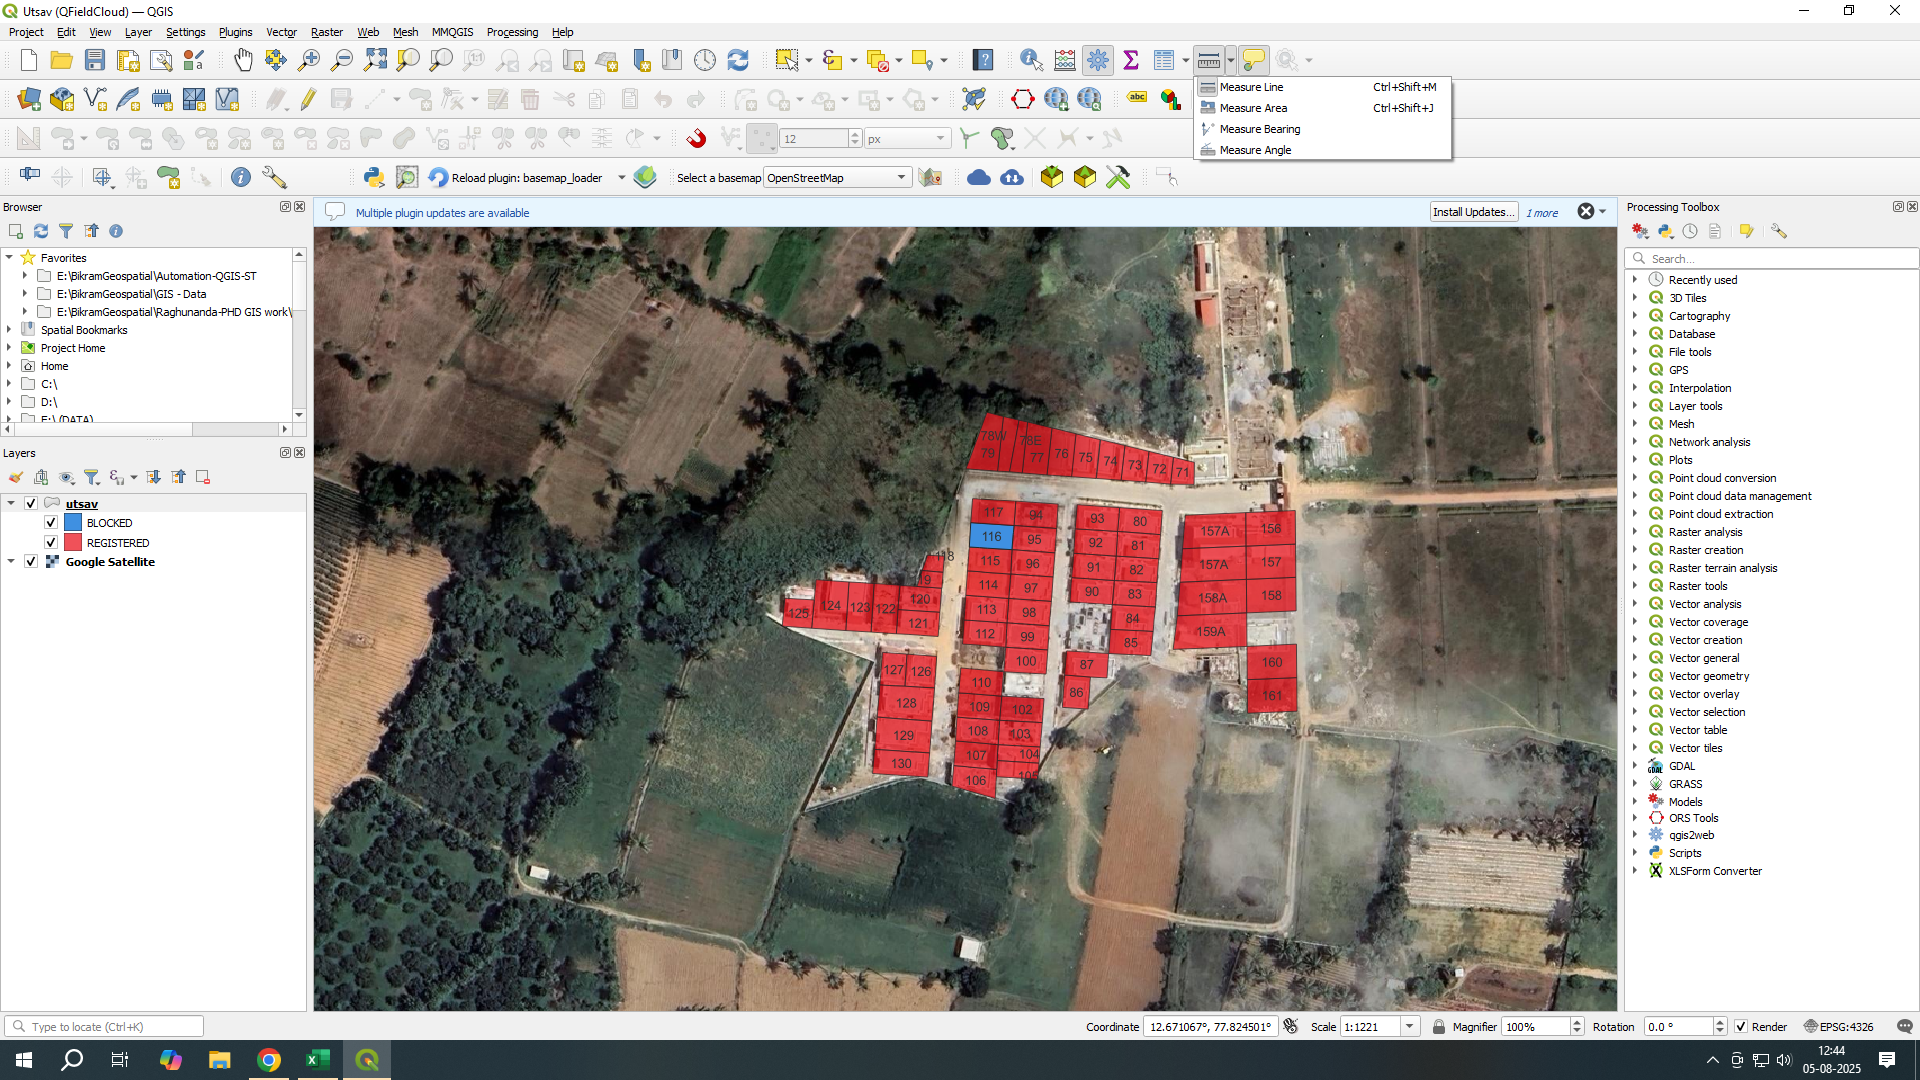 Utsav (QFieldCloud) — QGIS
Project Edit View Layer Settings Plugins Vector Raster Web Mesh MMQGIS Processing Help
Measure Line Ctrl+Shift+M
Measure Area Ctrl+Shift+J
Measure Bearing
Measure Angle
abc
12 px
Reload plugin: basemap_loader Select a basemap OpenStreetMap
Browser
Favorites
E:\BikramGeospatial\Automation-QGIS-ST
E:\BikramGeospatial\GIS - Data
E:\BikramGeospatial\Raghunanda-PHD GIS work\
Spatial Bookmarks
Project Home
Home
C:\
D:\
E:\ (DATA)
Layers
utsav
BLOCKED
REGISTERED
Google Satellite
Multiple plugin updates are available Install Updates... 1 more
78W 78E
79 77 76 75 74 73 72 71
117 94 93 80 157A 156
116 95 92 81
118 115 96 91 82 157A 157
9 114 97 90 83 158A 158
125 124 123 122 120 113 98 84 159A
121 112 99 85
127 126 100 87 160
110 86 161
128 109 102
129 108 103
130 107 104
106 105
Processing Toolbox
Search...
Recently used
3D Tiles
Cartography
Database
File tools
GPS
Interpolation
Layer tools
Mesh
Network analysis
Plots
Point cloud conversion
Point cloud data management
Point cloud extraction
Raster analysis
Raster creation
Raster terrain analysis
Raster tools
Vector analysis
Vector coverage
Vector creation
Vector general
Vector geometry
Vector overlay
Vector selection
Vector table
Vector tiles
GDAL
GRASS
Models
ORS Tools
qgis2web
Scripts
XLSForm Converter
Type to locate (Ctrl+K) Coordinate 12.671067°, 77.824501° Scale 1:1221 Magnifier 100% Rotation 0.0 ° Render EPSG:4326
12:44
05-08-2025